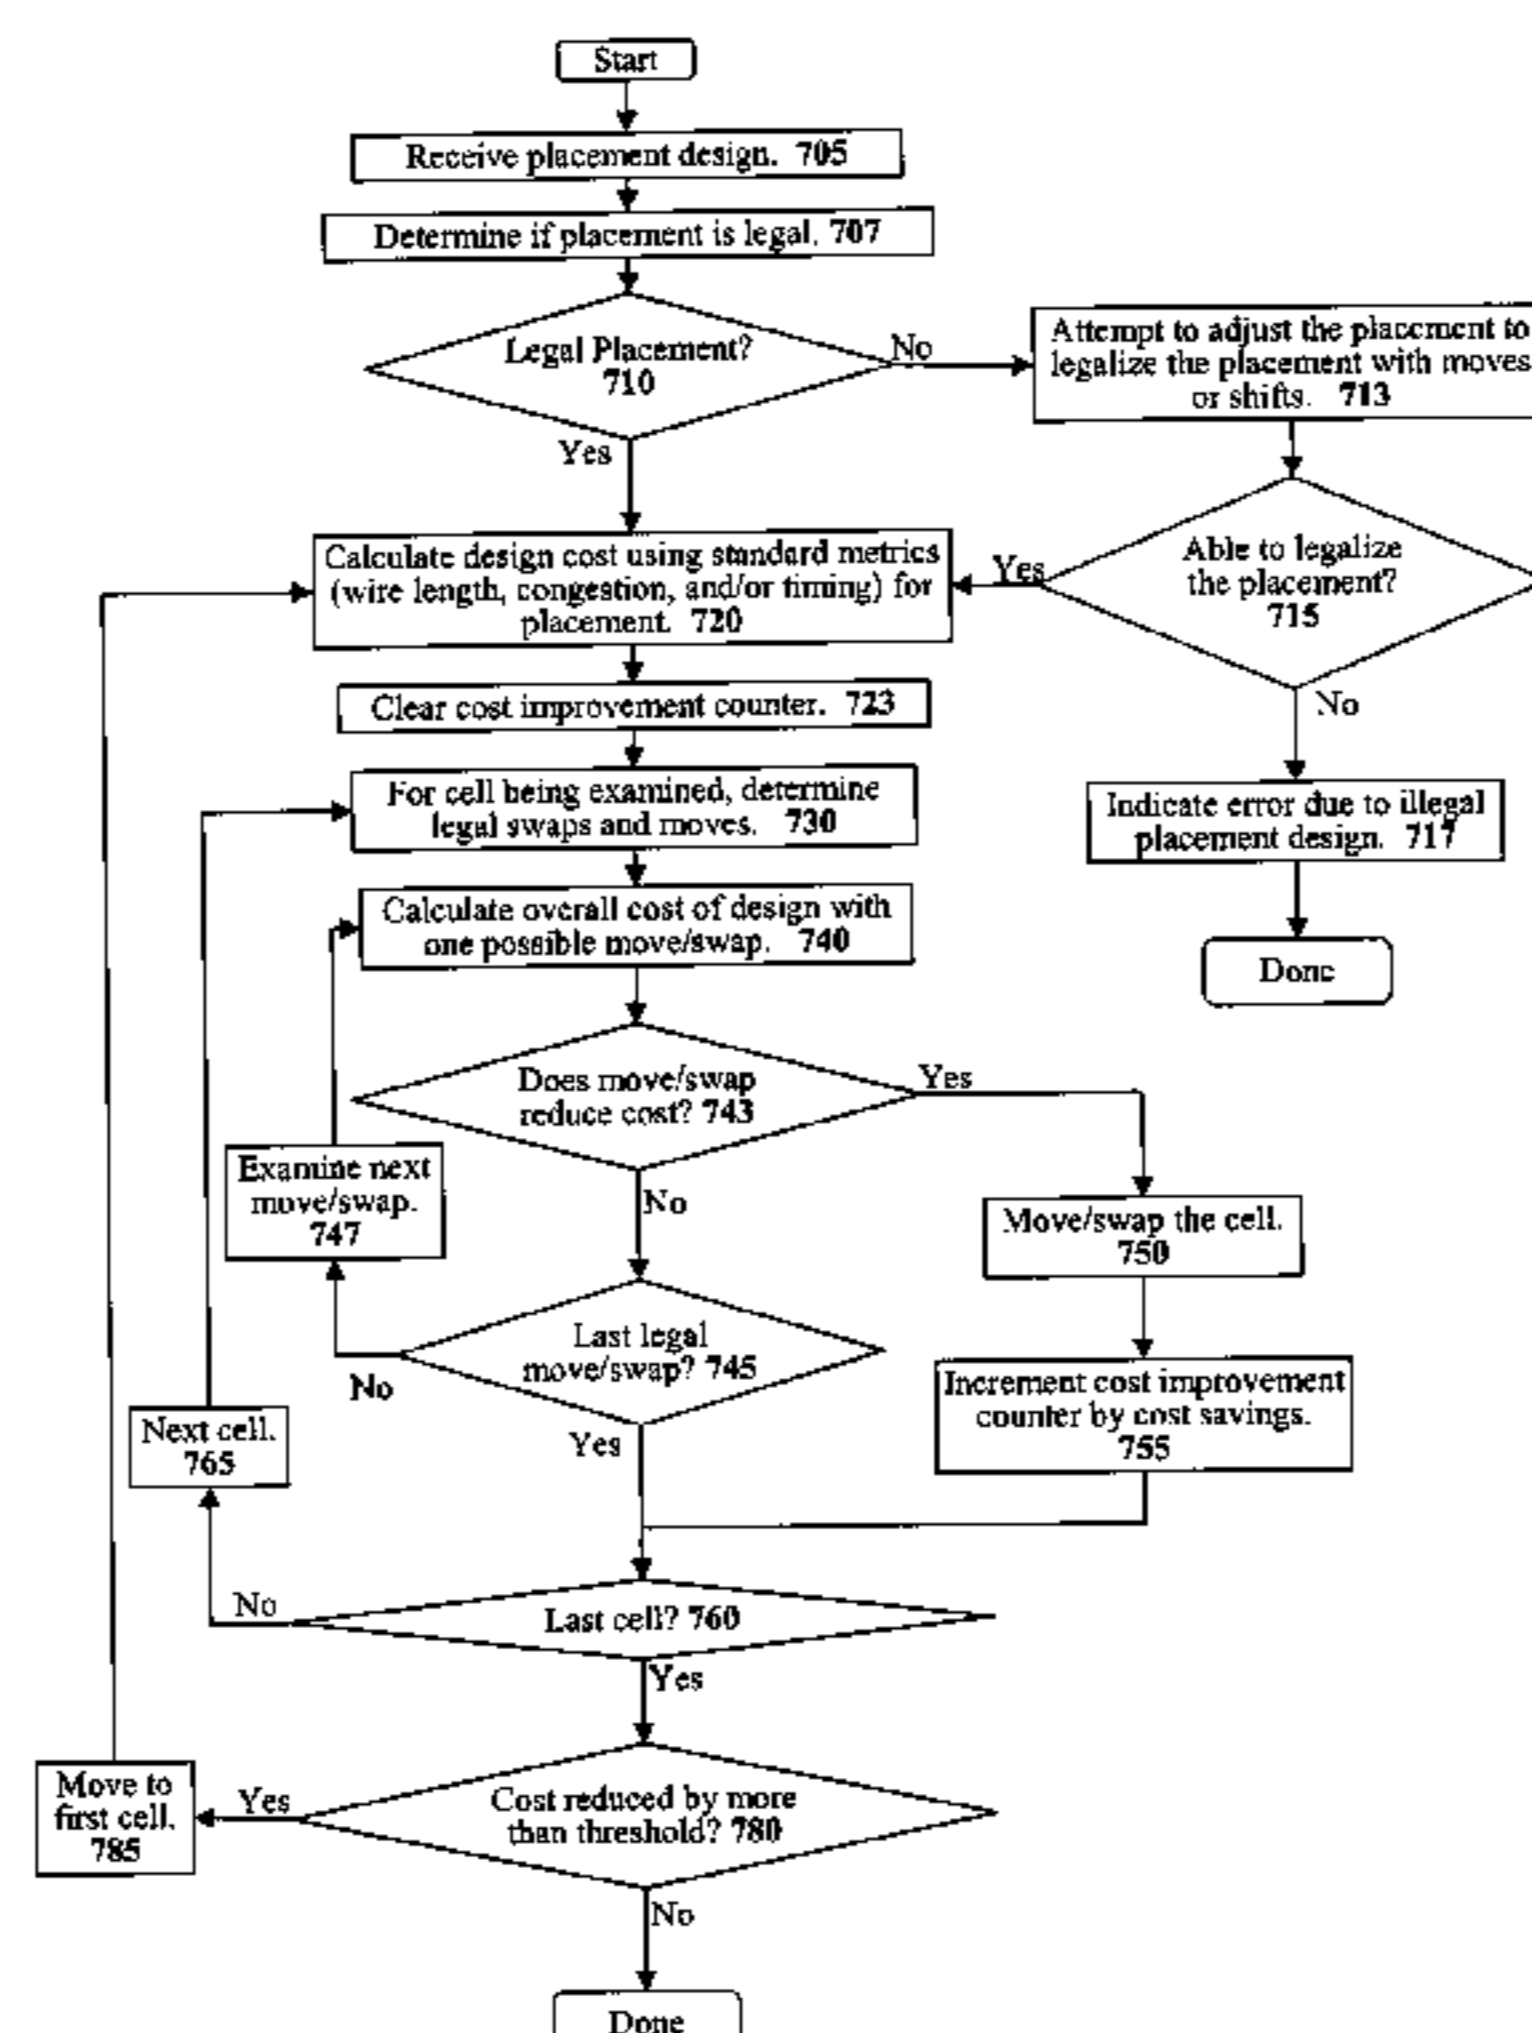 Start
Receive placement design. 705
Determine if placement is legal. 707
Legal Placement?
710
No
Yes
Attempt to adjust the placement to
legalize the placement with moves
or shifts. 713
Able to legalize
the placement?
715
Yes
No
Indicate error due to illegal
placement design. 717
Done
Calculate design cost using standard metrics
(wire length, congestion, and/or timing) for
placement. 720
Clear cost improvement counter. 723
For cell being examined, determine
legal swaps and moves. 730
Calculate overall cost of design with
one possible move/swap. 740
Does move/swap
reduce cost? 743
Yes
No
Examine next
move/swap.
747
Move/swap the cell.
750
Last legal
move/swap? 745
No
Yes
Increment cost improvement
counter by cost savings.
755
Next cell.
765
Last cell? 760
No
Yes
Cost reduced by more
than threshold? 780
Yes
Move to
first cell.
785
No
Done